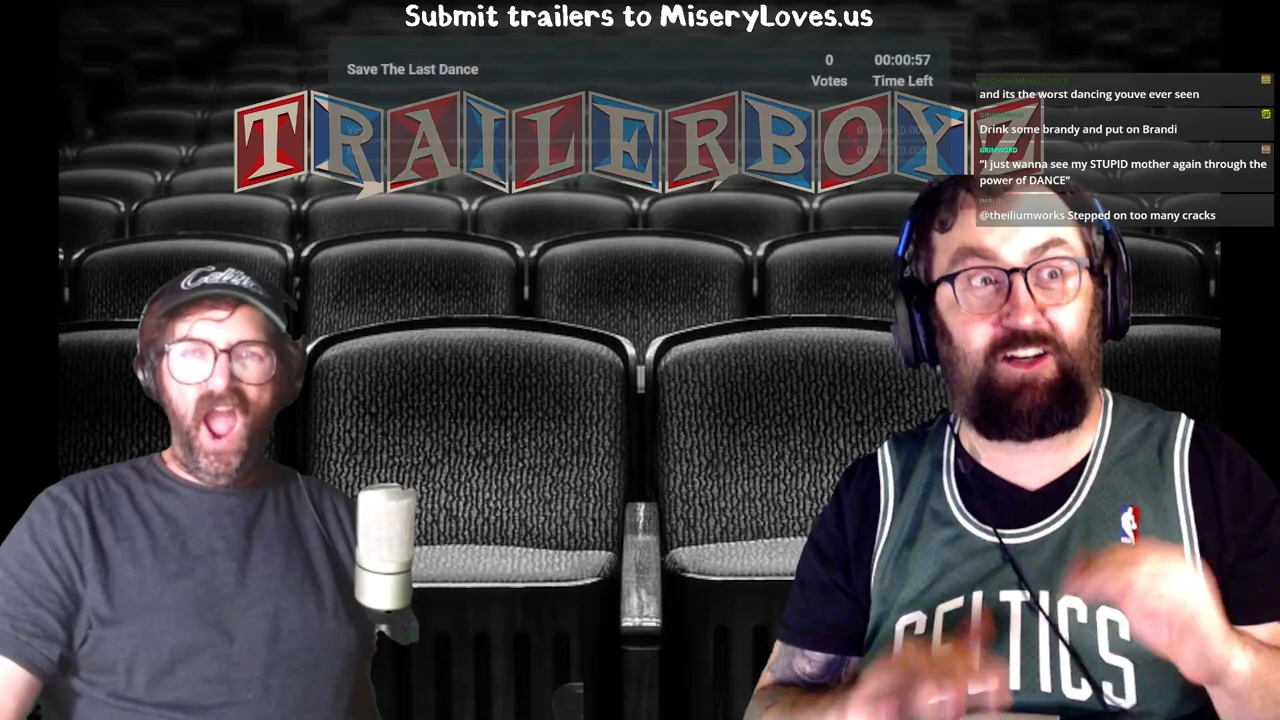 Submit trailers to MiseryLoves.us
Save The Last Dance
0
Votes
00:00:57
Time Left
TRAILERBOYZ
and its the worst dancing youve ever seen
Drink some brandy and put on Brandi
GRIMWORD
"I just wanna see my STUPID mother again through the
power of DANCE"
@theiliumworks Stepped on too many cracks
Celtics
CELTICS